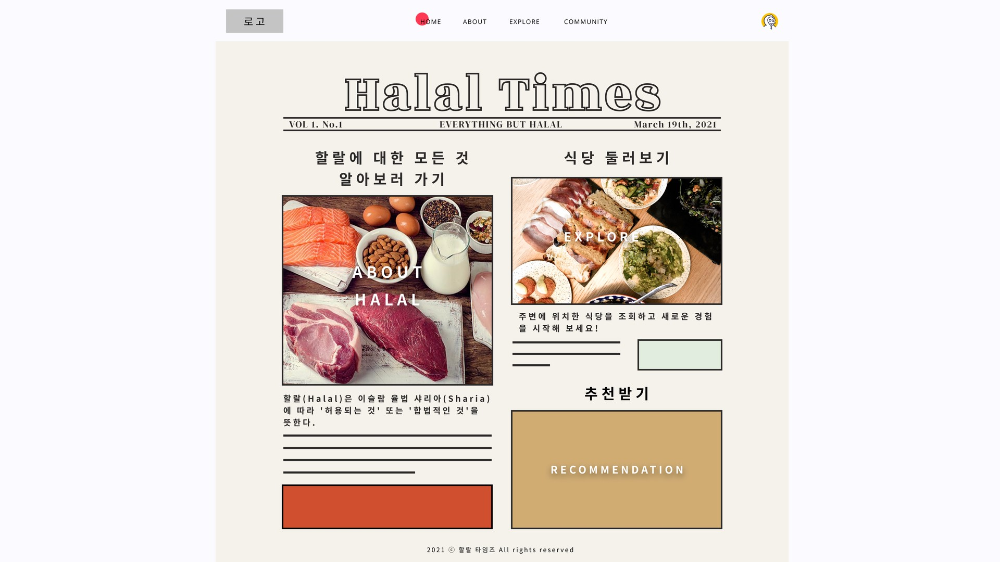 로고
HOME
ABOUT
EXPLORE
COMMUNITY
Halal Times
VOL 1. No.1
EVERYTHING BUT HALAL
March 19th, 2021
할랄에 대한 모든 것
알아보러 가기
ABOUT
HALAL
할랄(Halal)은 이슬람 율법 샤리아(Sharia)
에 따라 '허용되는 것' 또는 '합법적인 것'을
뜻한다.
식당 둘러보기
EXPLORE
주변에 위치한 식당을 조회하고 새로운 경험
을 시작해 보세요!
추천받기
RECOMMENDATION
2021 ⓒ 할랄 타임즈 All rights reserved